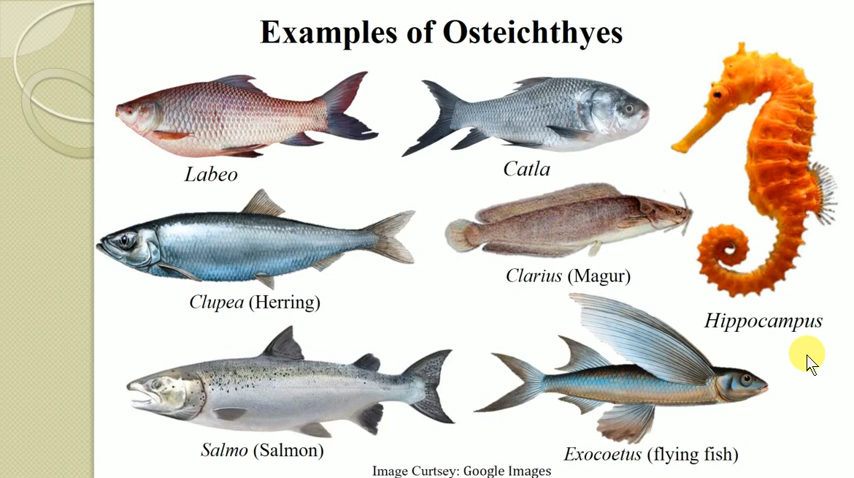 Examples of Osteichthyes
Labeo
Catla
Clupea (Herring)
Clarius (Magur)
Hippocampus
Salmo (Salmon)
Exocoetus (flying fish)
Image Curtsey: Google Images